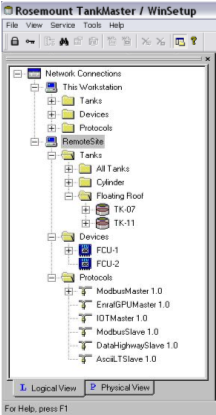 Rosemount TankMaster / WinSetup
File View Service Tools Help
Network Connections
This Workstation
Tanks
Devices
Protocols
RemoteSite
Tanks
All Tanks
Cylinder
Floating Roof
TK-07
TK-11
Devices
FCU-1
FCU-2
Protocols
ModbusMaster 1.0
EnrafGPUMaster 1.0
IOTMaster 1.0
ModbusSlave 1.0
DataHighwaySlave 1.0
AsciiLTSlave 1.0
L Logical View P Physical View
For Help, press F1